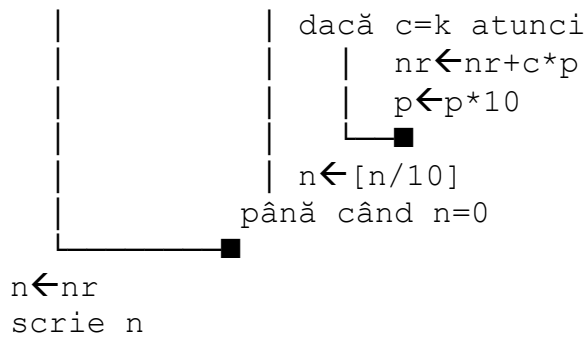 dacă c=k atunci
nr←nr+c*p
p←p*10
■
n←[n/10]
până când n=0
■
n←nr
scrie n